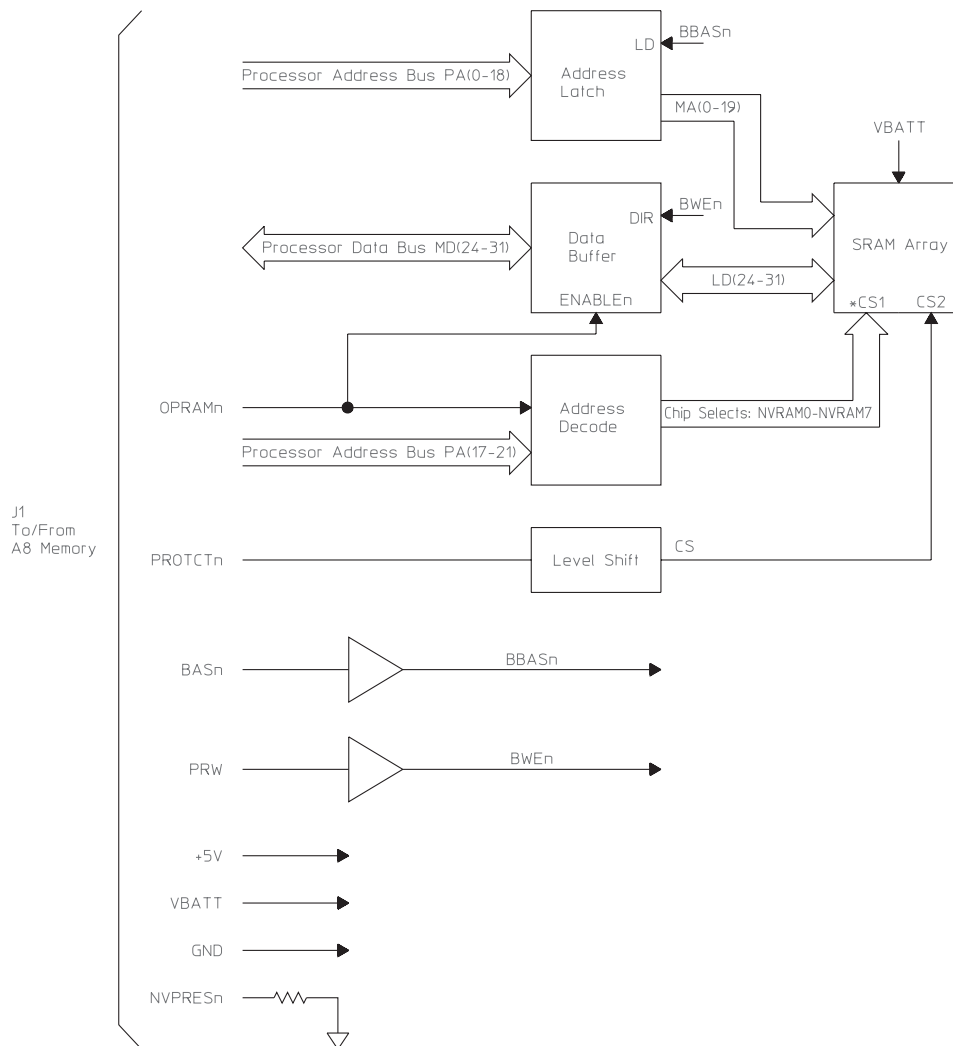 BBASn
LD
Processor Address Bus PA(0-18)
Address
Latch
MA(0-19)
VBATT
BWEn
DIR
Processor Data Bus MD(24-31)
Data
Buffer
SRAM Array
LD(24-31)
ENABLEn
*CS1 CS2
OPRAMn
Address
Decode
Chip Selects: NVRAM0-NVRAM7
Processor Address Bus PA(17-21)
J1
To/From
A8 Memory
PROTCTn
Level Shift
CS
BASn
BBASn
PRW
BWEn
+5V
VBATT
GND
NVPRESn